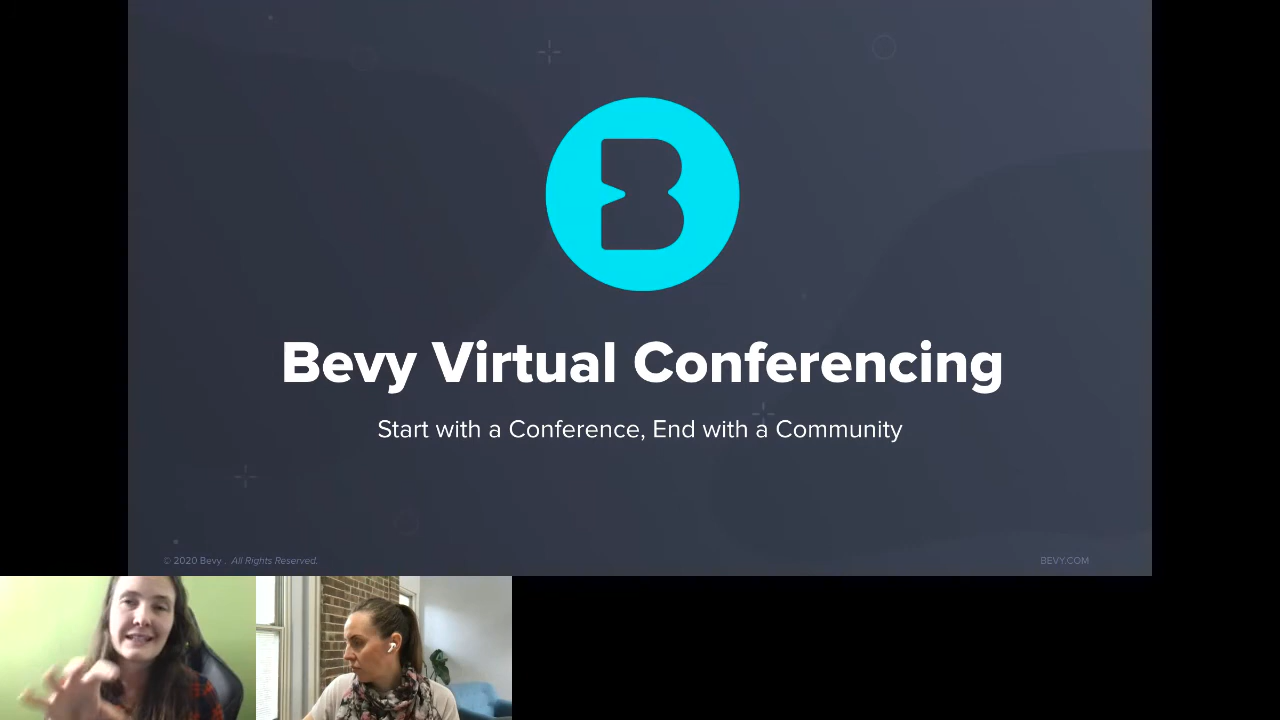 B
Bevy Virtual Conferencing
Start with a Conference, End with a Community
© 2020 Bevy . All Rights Reserved.
BEVY.COM